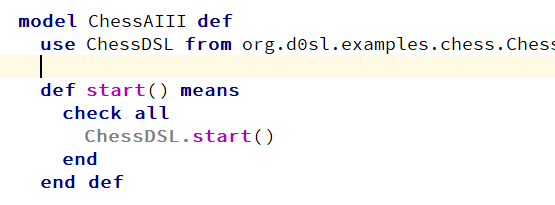 model ChessAIII def
use ChessDSL from org.d0sl.examples.chess.Chess
def start() means
check all
ChessDSL.start()
end
end def